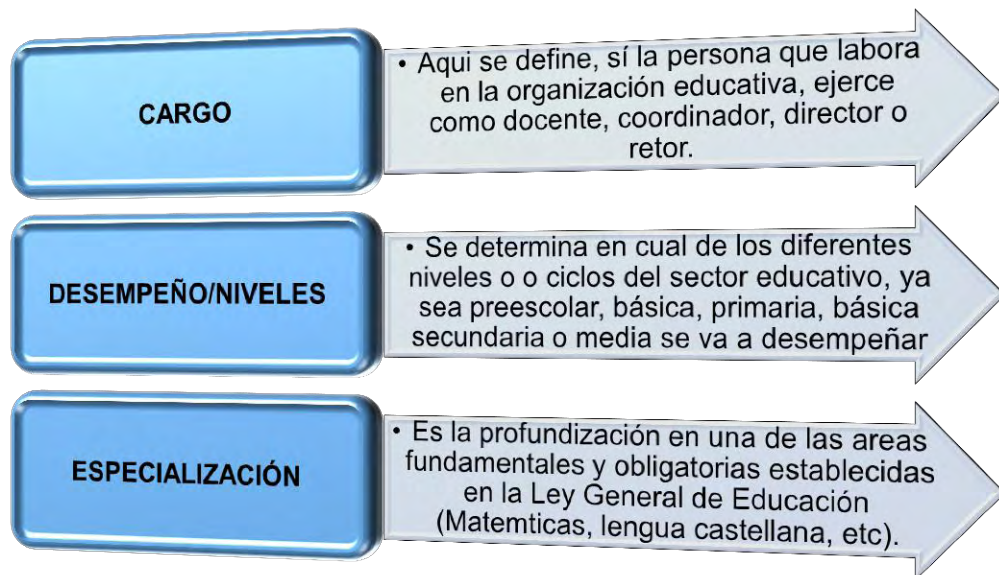 CARGO
• Aqui se define, sí la persona que labora
en la organización educativa, ejerce
como docente, coordinador, director o
retor.
DESEMPEÑO/NIVELES
• Se determina en cual de los diferentes
niveles o o ciclos del sector educativo, ya
sea preescolar, básica, primaria, básica
secundaria o media se va a desempeñar
ESPECIALIZACIÓN
• Es la profundización en una de las areas
fundamentales y obligatorias establecidas
en la Ley General de Educación
(Matemticas, lengua castellana, etc).